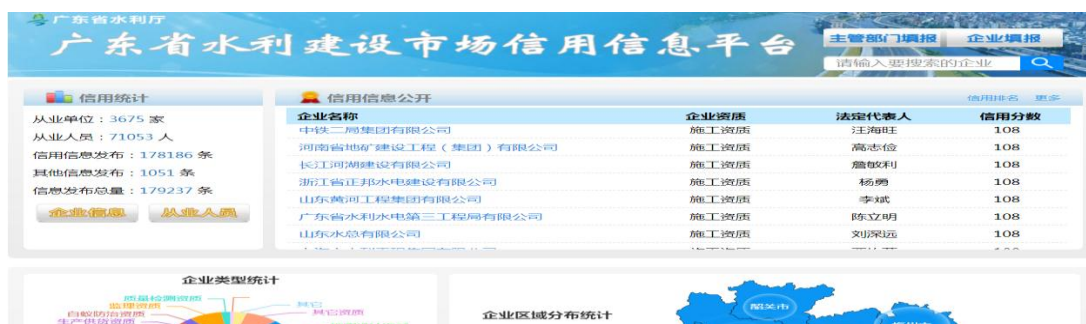 广东省水利厅
广东省水利建设市场信用信息平台
主管部门填报 企业填报
请输入要搜索的企业
信用统计
从业单位：3675 家
从业人员：71053 人
信用信息发布：178186 条
其他信息发布：1051 条
信息发布总量：179237 条
企业信息 从业人员
信用信息公开 信用排名 更多
企业名称 企业资质 法定代表人 信用分数
中铁二局集团有限公司 施工资质 汪海旺 108
河南省地矿建设工程（集团）有限公司 施工资质 高志俭 108
长江河湖建设有限公司 施工资质 詹敏利 108
浙江省正邦水电建设有限公司 施工资质 杨勇 108
山东黄河工程集团有限公司 施工资质 李斌 108
广东省水利水电第三工程局有限公司 施工资质 陈立明 108
山东水总有限公司 施工资质 刘深远 108
企业类型统计
质量检测资质
监理资质
白蚁防治资质
生产供货资质
其它
其它资质
企业区域分布统计
韶关市